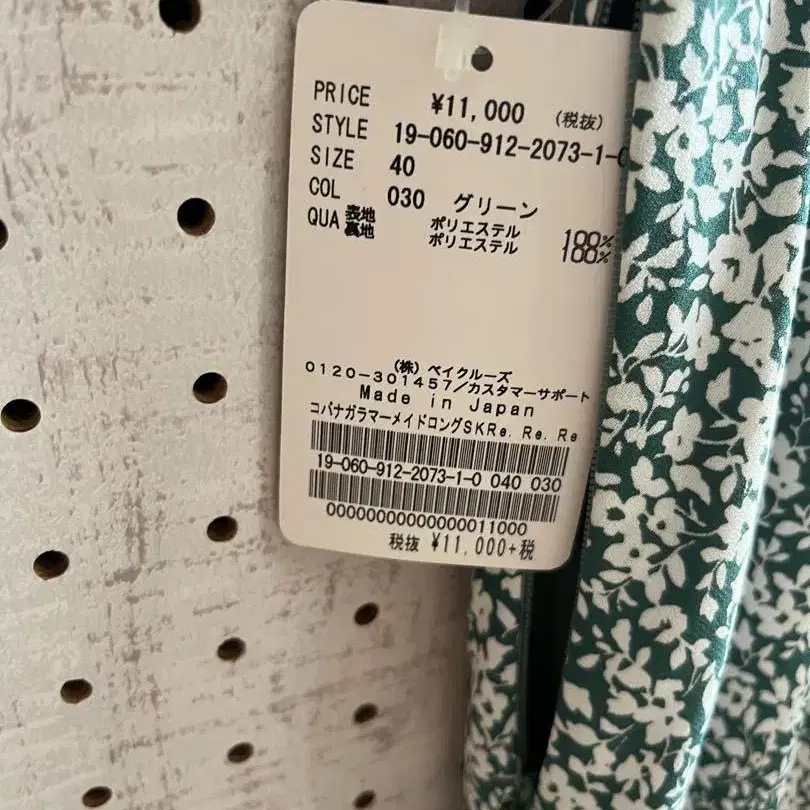 PRICE ¥11,000 (税抜)
STYLE 19-060-912-2073-1-0
SIZE 40
COL 030 グリーン
QUA 表地 ポリエステル 100%
裏地 ポリエステル 100%
(株) ベイクルーズ
0120-301457/カスタマーサポート
Made in Japan
コバナガラマーメイドロングSKRe. Re. Re
19-060-912-2073-1-0 040 030
00000000000000011000
税抜 ¥11,000+税